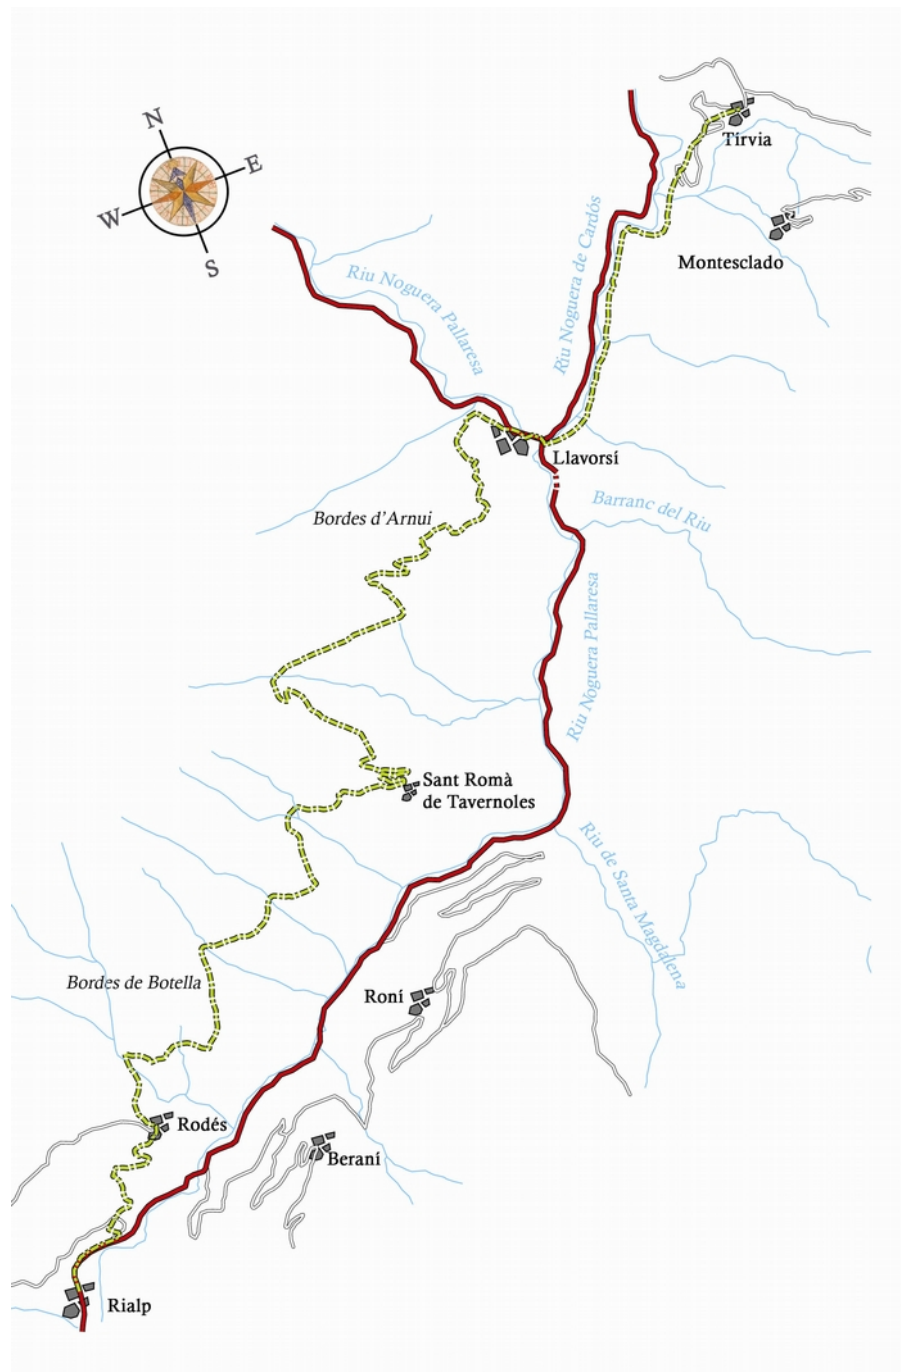 N
E
W
S
Tírvia
Montesclado
Riu Noguera de Cardós
Riu Noguera Pallaresa
Llavorsí
Barranc del Riu
Bordes d'Arnui
Riu Noguera Pallaresa
Sant Romà
de Tavernoles
Riu de Santa Magdalena
Bordes de Botella
Roní
Rodés
Beraní
Rialp